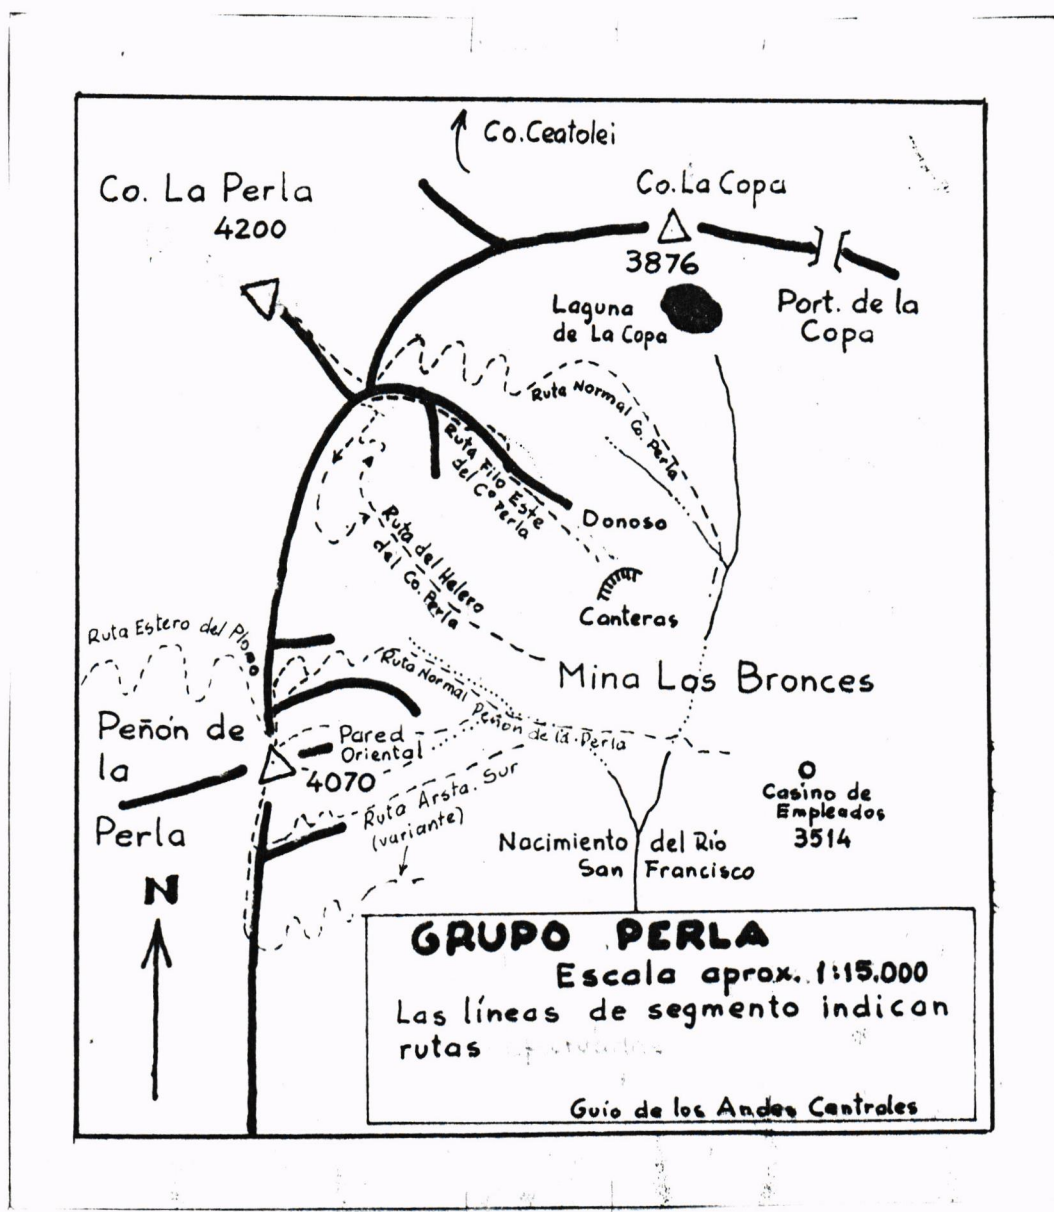 Co. Ceatolei
Co. La Perla
4200
Co. La Copa
3876
Laguna
de La Copa
Port. de la
Copa
Ruta Normal Co. Perla
Ruta Filo Este
del Cº Perla
Donoso
Ruta del Helero
del Co. Perla
Canteras
Ruta Estero del Plomo
Ruta Normal Peñon de la Perla
Mina Los Bronces
Peñón de
la
Perla
Pared
Oriental
4070
Ruta Arsta. Sur
(variante)
Casino de
Empleados
3514
Nacimiento del Río
San Francisco
N
GRUPO PERLA
Escala aprox. 1:15.000
Las líneas de segmento indican
rutas
Guía de los Andes Centrales